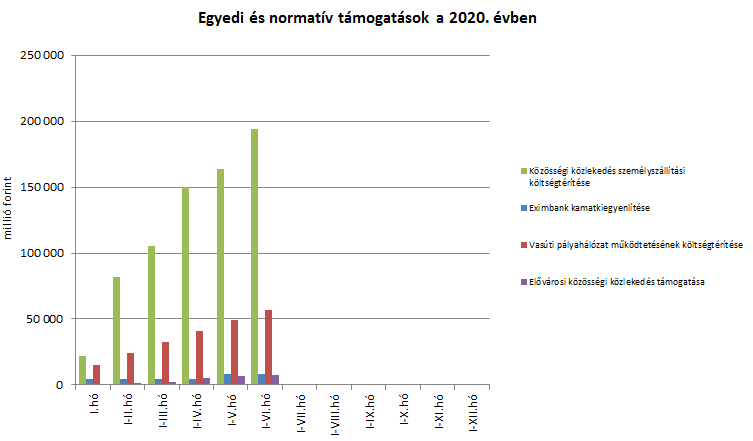 Egyedi és normatív támogatások a 2020. évben
250 000
200 000
150 000
100 000
50 000
0
millió forint
I.hó
I-II.hó
I-III.hó
I-IV.hó
I-V.hó
I-VI.hó
I-VII.hó
I-VIII.hó
I-IX.hó
I-X.hó
I-XI.hó
I-XII.hó
Közösségi közlekedés személyszállítási
költségtérítése
Eximbank kamatkiegyenlítése
Vasúti pályahálózat működtetésének költségtérítése
Elővárosi közösségi közlekedés támogatása